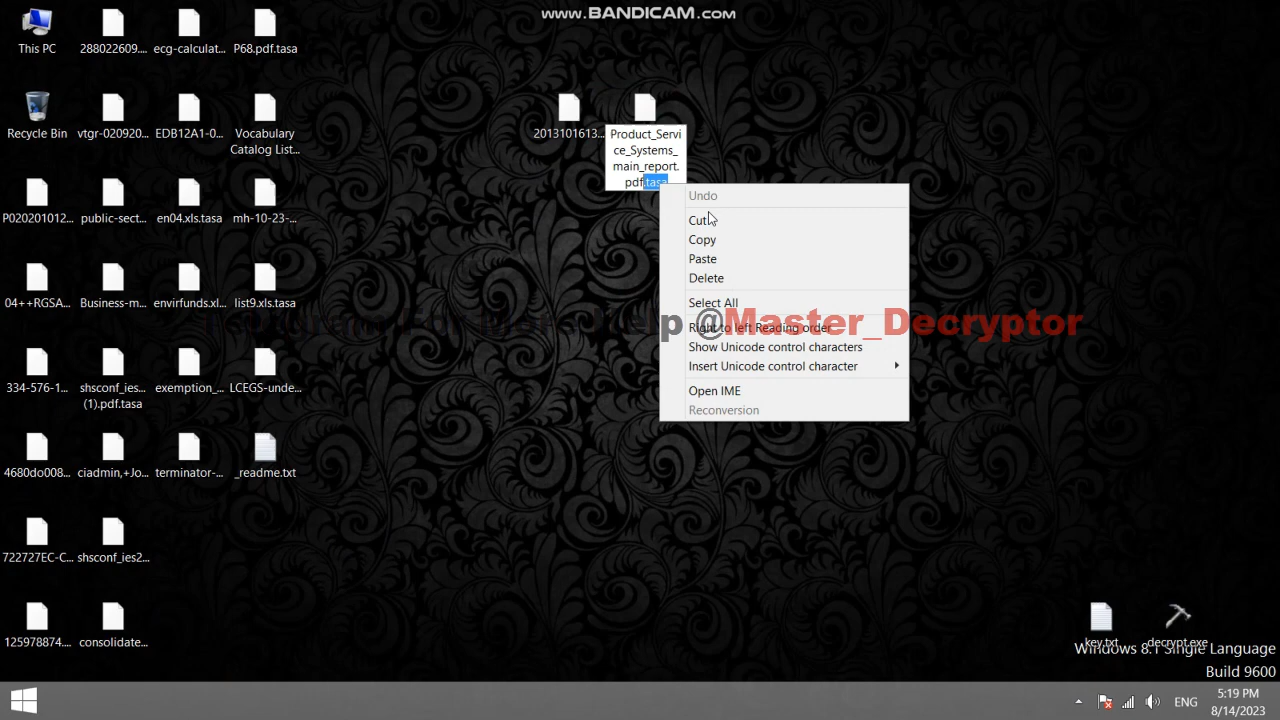 www.BANDICAM.com
This PC
288022609....
ecg-calculat...
P68.pdf.tasa
Recycle Bin
vtgr-020920...
EDB12A1-0...
Vocabulary
Catalog List...
2013101613...
Product_Servi
ce_Systems_
main_report.
pdf.tasa
P020201012...
public-sect...
en04.xls.tasa
mh-10-23-...
04++RGSA...
Business-m...
envirfunds.xl...
list9.xls.tasa
334-576-1...
shsconf_ies...
(1).pdf.tasa
exemption_...
LCEGS-unde...
4680do008...
ciadmin,+Jo...
terminator-...
_readme.txt
722727EC-C...
shsconf_ies2...
125978874....
consolidate...
Undo
Cut
Copy
Paste
Delete
Select All
Right to left Reading order
Show Unicode control characters
Insert Unicode control character
Open IME
Reconversion
@Master_Decryptor
key.txt
decrypt.exe
Windows 8.1 Single Language
Build 9600
ENG
5:19 PM
8/14/2023